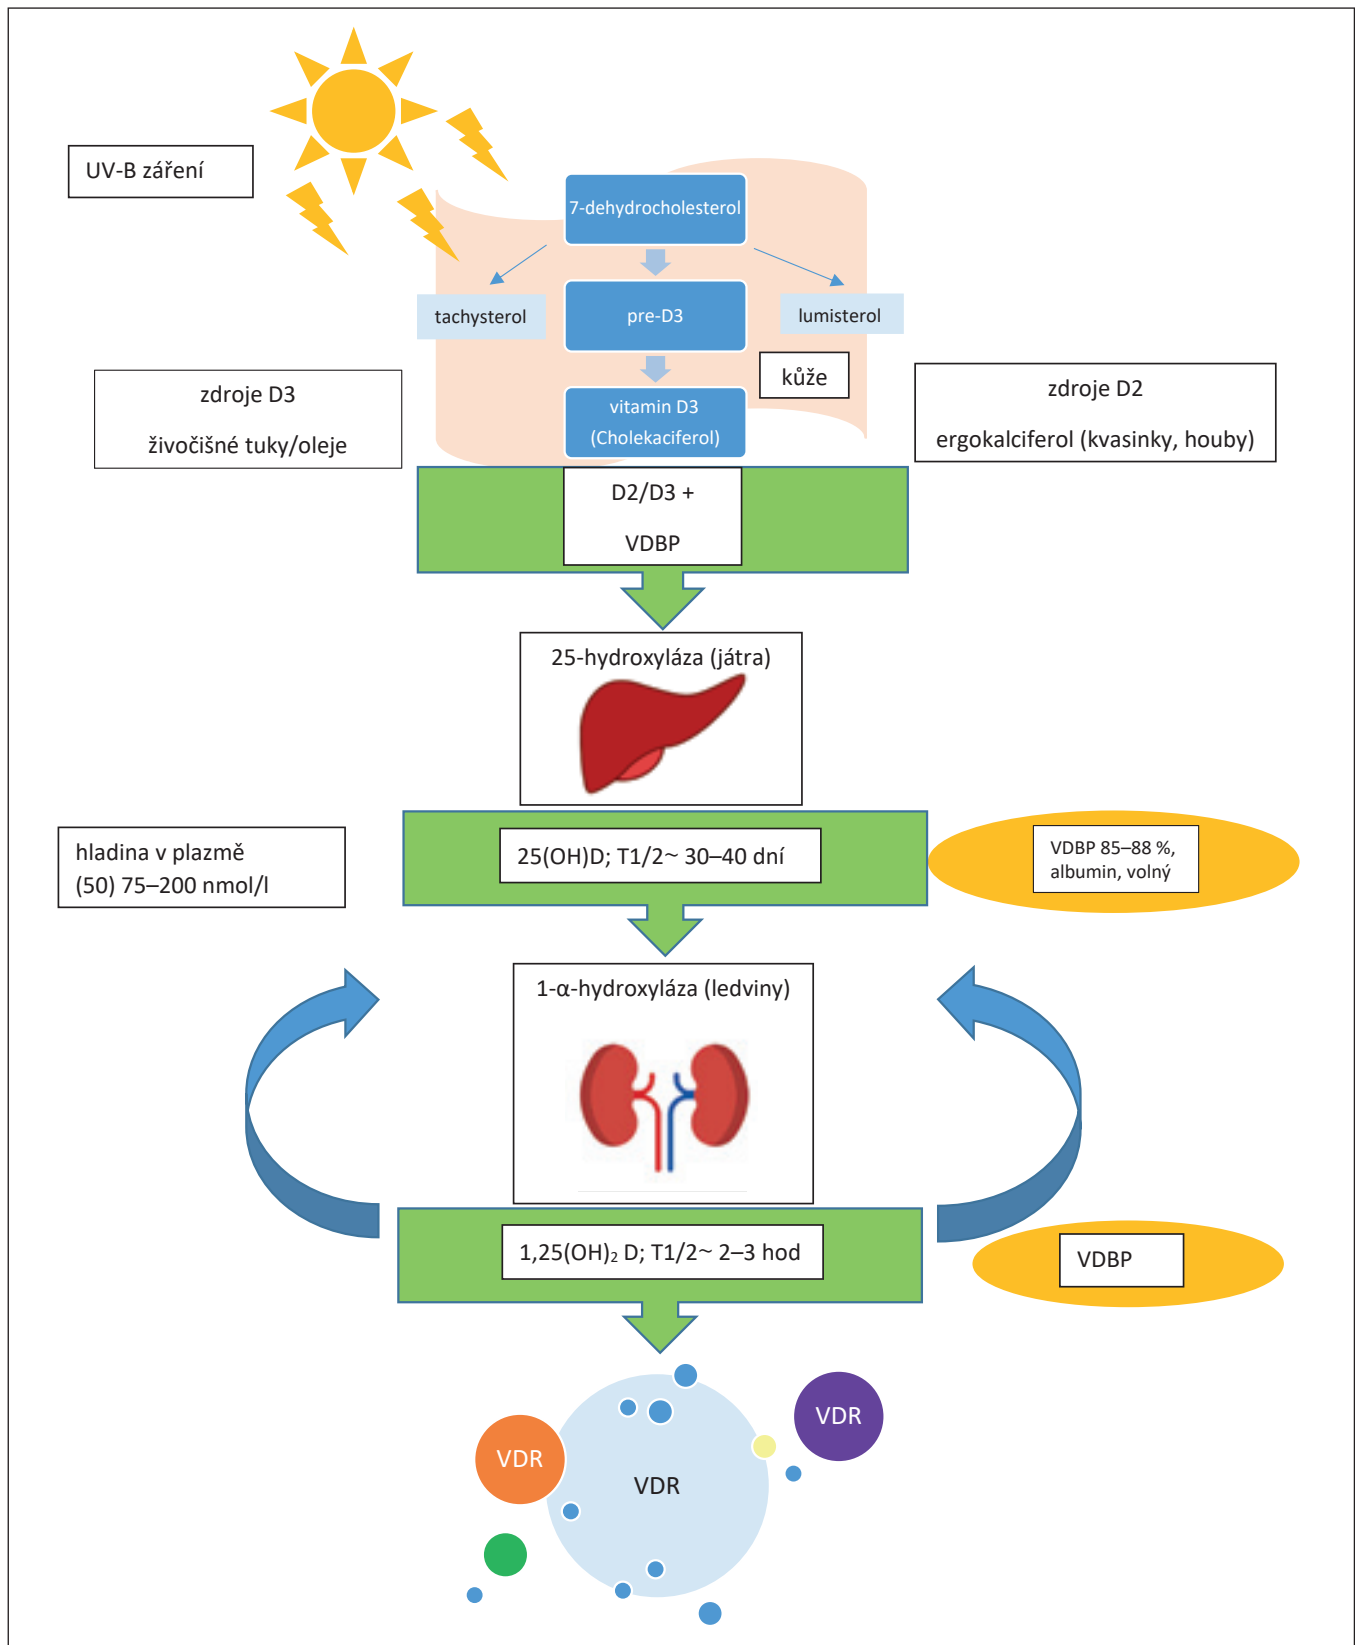 UV-B záření
7-dehydrocholesterol
tachysterol
pre-D3
lumisterol
kůže
zdroje D3
živočišné tuky/oleje
vitamin D3
(Cholekaciferol)
zdroje D2
ergokalciferol (kvasinky, houby)
D2/D3 +
VDBP
25-hydroxyláza (játra)
hladina v plazmě
(50) 75–200 nmol/l
25(OH)D; T1/2~ 30–40 dní
VDBP 85–88 %,
albumin, volný
1-α-hydroxyláza (ledviny)
1,25(OH)₂ D; T1/2~ 2–3 hod
VDBP
VDR
VDR
VDR